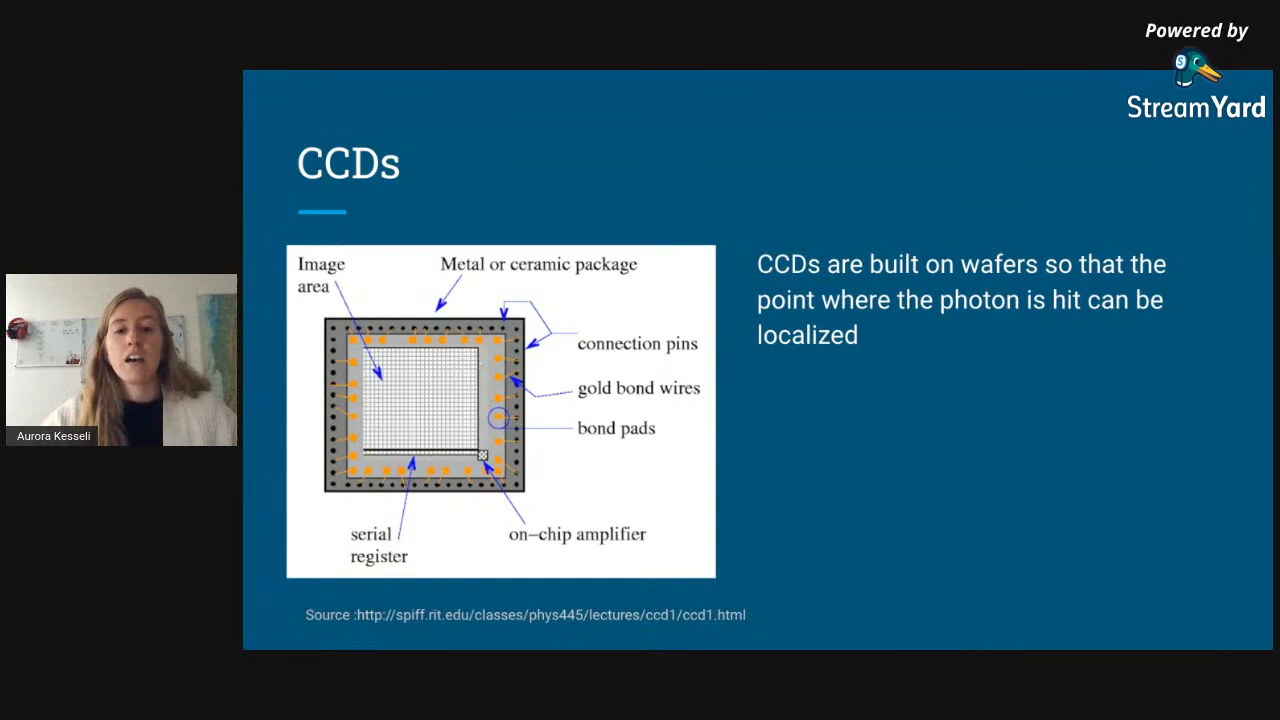 Powered by
StreamYard
CCDs
Image
area
Metal or ceramic package
connection pins
gold bond wires
bond pads
serial
register
on-chip amplifier
CCDs are built on wafers so that the
point where the photon is hit can be
localized
Source :http://spiff.rit.edu/classes/phys445/lectures/ccd1/ccd1.html
Aurora Kesseli